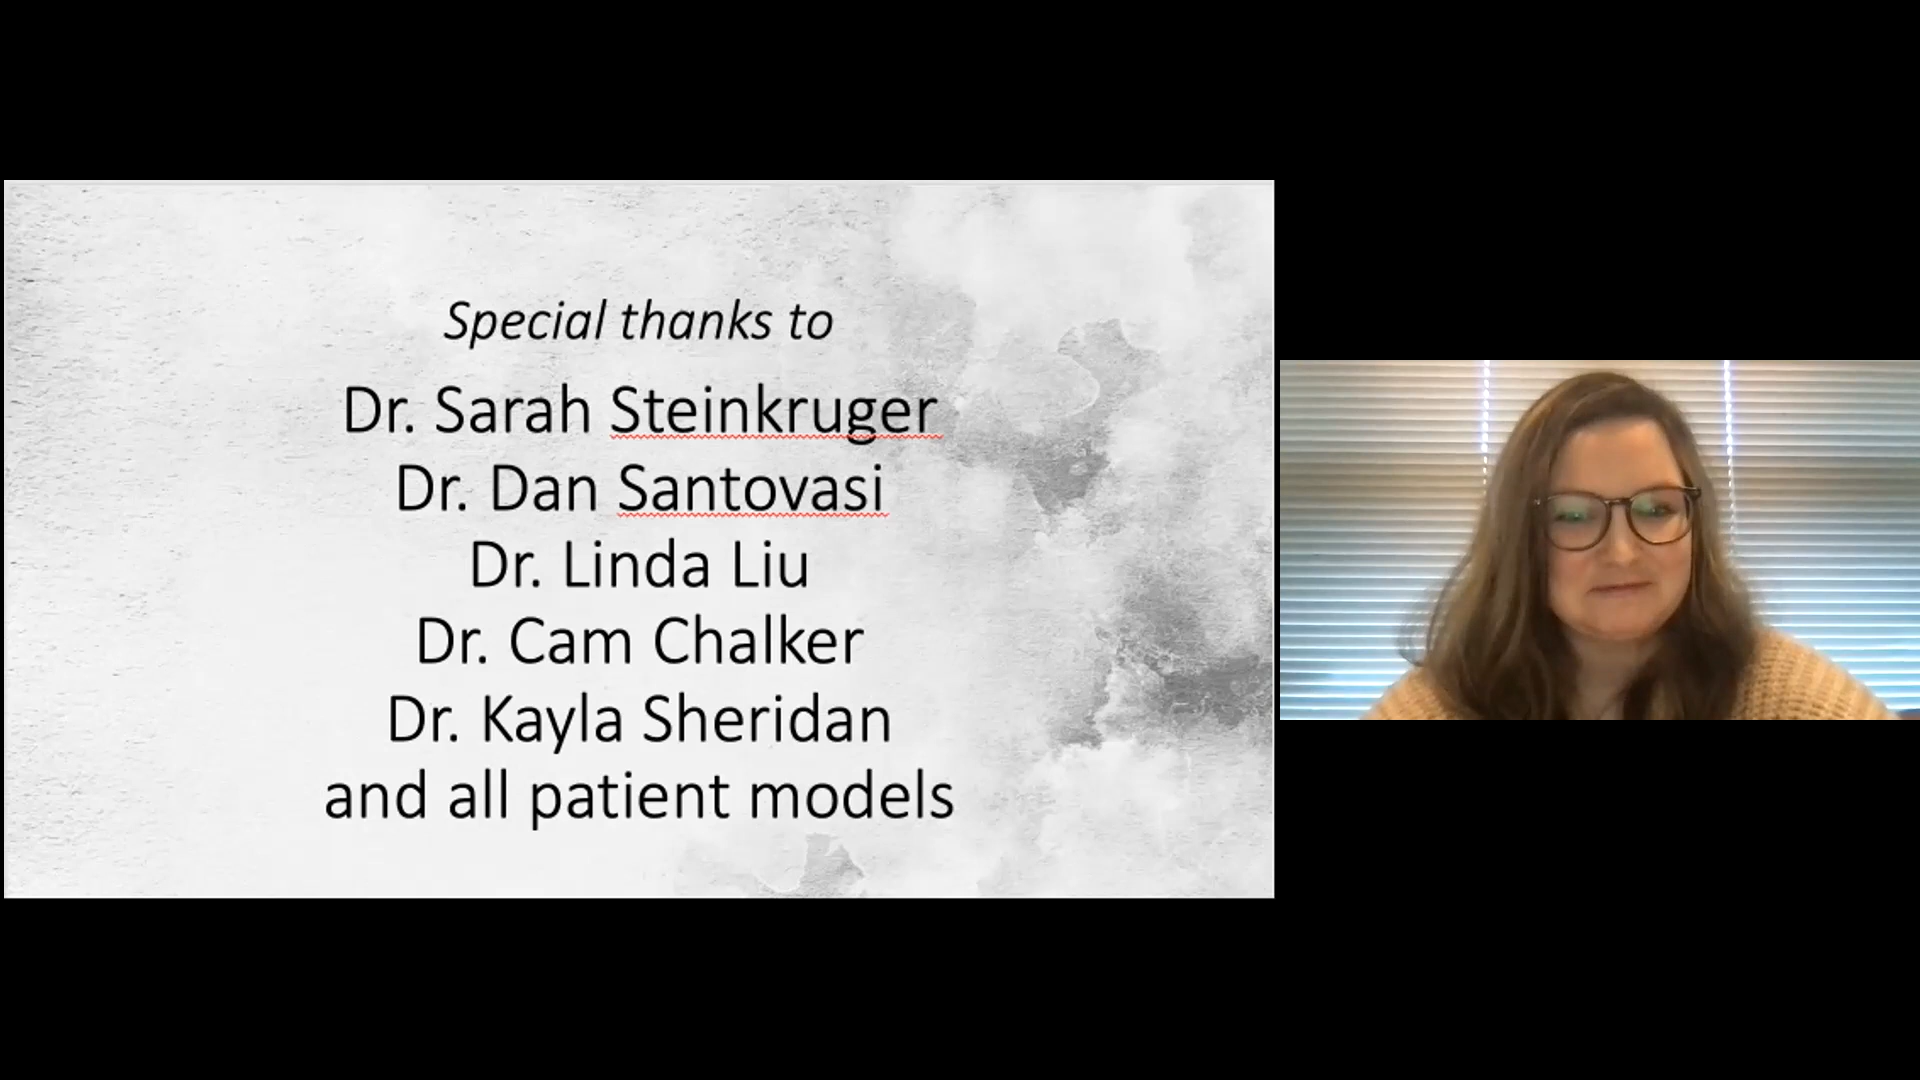 Special thanks to
Dr. Sarah Steinkruger
Dr. Dan Santovasi
Dr. Linda Liu
Dr. Cam Chalker
Dr. Kayla Sheridan
and all patient models